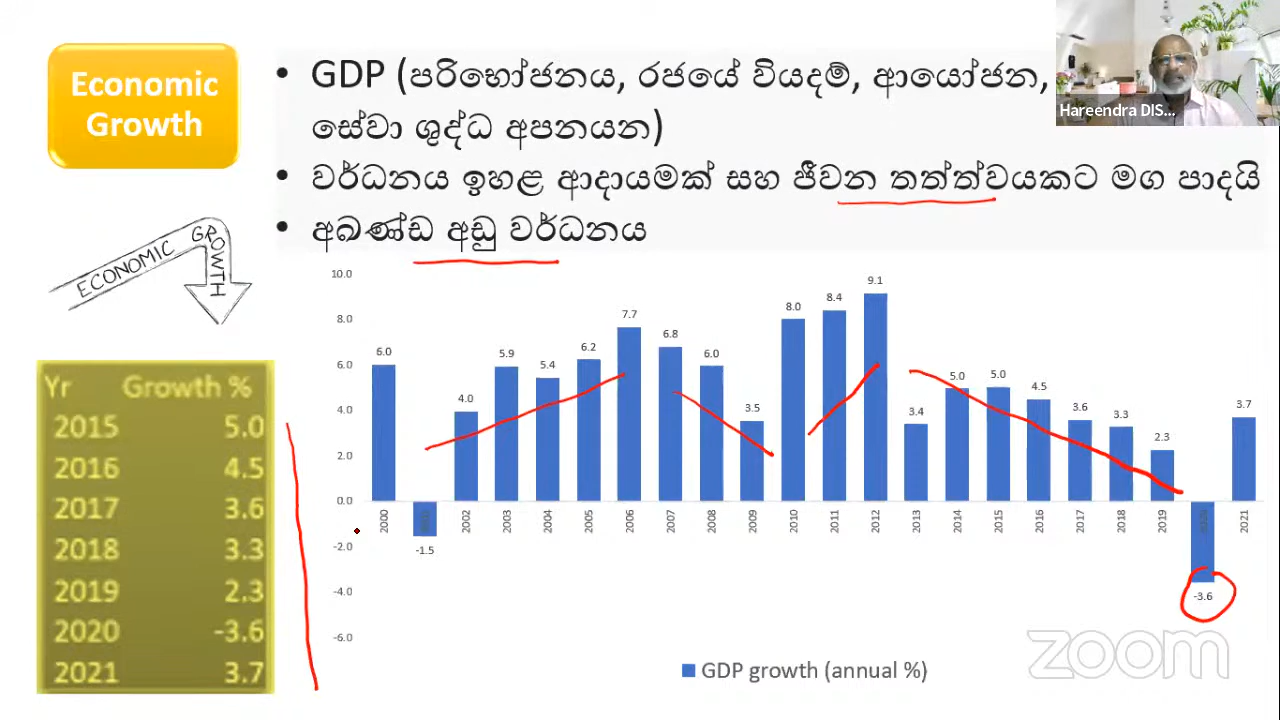 Economic
Growth
• GDP (පරිභෝජනය, රජයේ වියදම්, ආයෝජන,
සේවා ශුද්ධ අපනයන)
• වර්ධනය ඉහළ ආදායමක් සහ ජීවන තත්ත්වයකට මග පාදයි
• අඛණ්ඩ අඩු වර්ධනය
Hareendra DIS...
ECONOMIC GROWTH
Yr Growth %
2015 5.0
2016 4.5
2017 3.6
2018 3.3
2019 2.3
2020 -3.6
2021 3.7
10.0
8.0
6.0
4.0
2.0
0.0
-2.0
-4.0
-6.0
6.0 -1.5 4.0 5.9 5.4 6.2 7.7 6.8 6.0 3.5 8.0 8.4 9.1 3.4 5.0 5.0 4.5 3.6 3.3 2.3 -3.6 3.7
2000 2001 2002 2003 2004 2005 2006 2007 2008 2009 2010 2011 2012 2013 2014 2015 2016 2017 2018 2019 2020 2021
GDP growth (annual %)
zoom